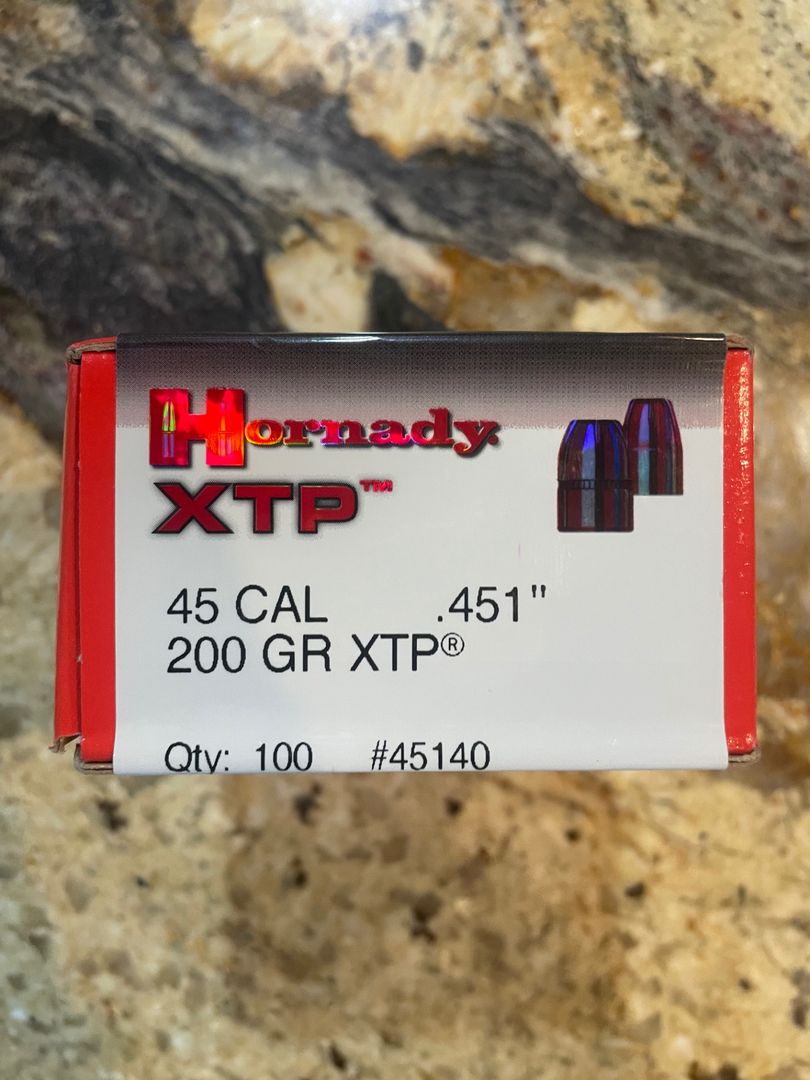 Hornady®
XTP™
45 CAL .451"
200 GR XTP®
Qty: 100 #45140